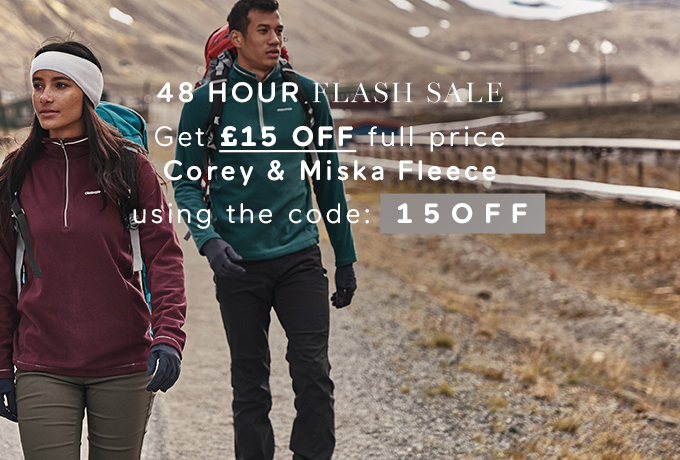 48 HOUR FLASH SALE
Get £15 OFF full price
Corey & Miska Fleece
using the code: 15OFF